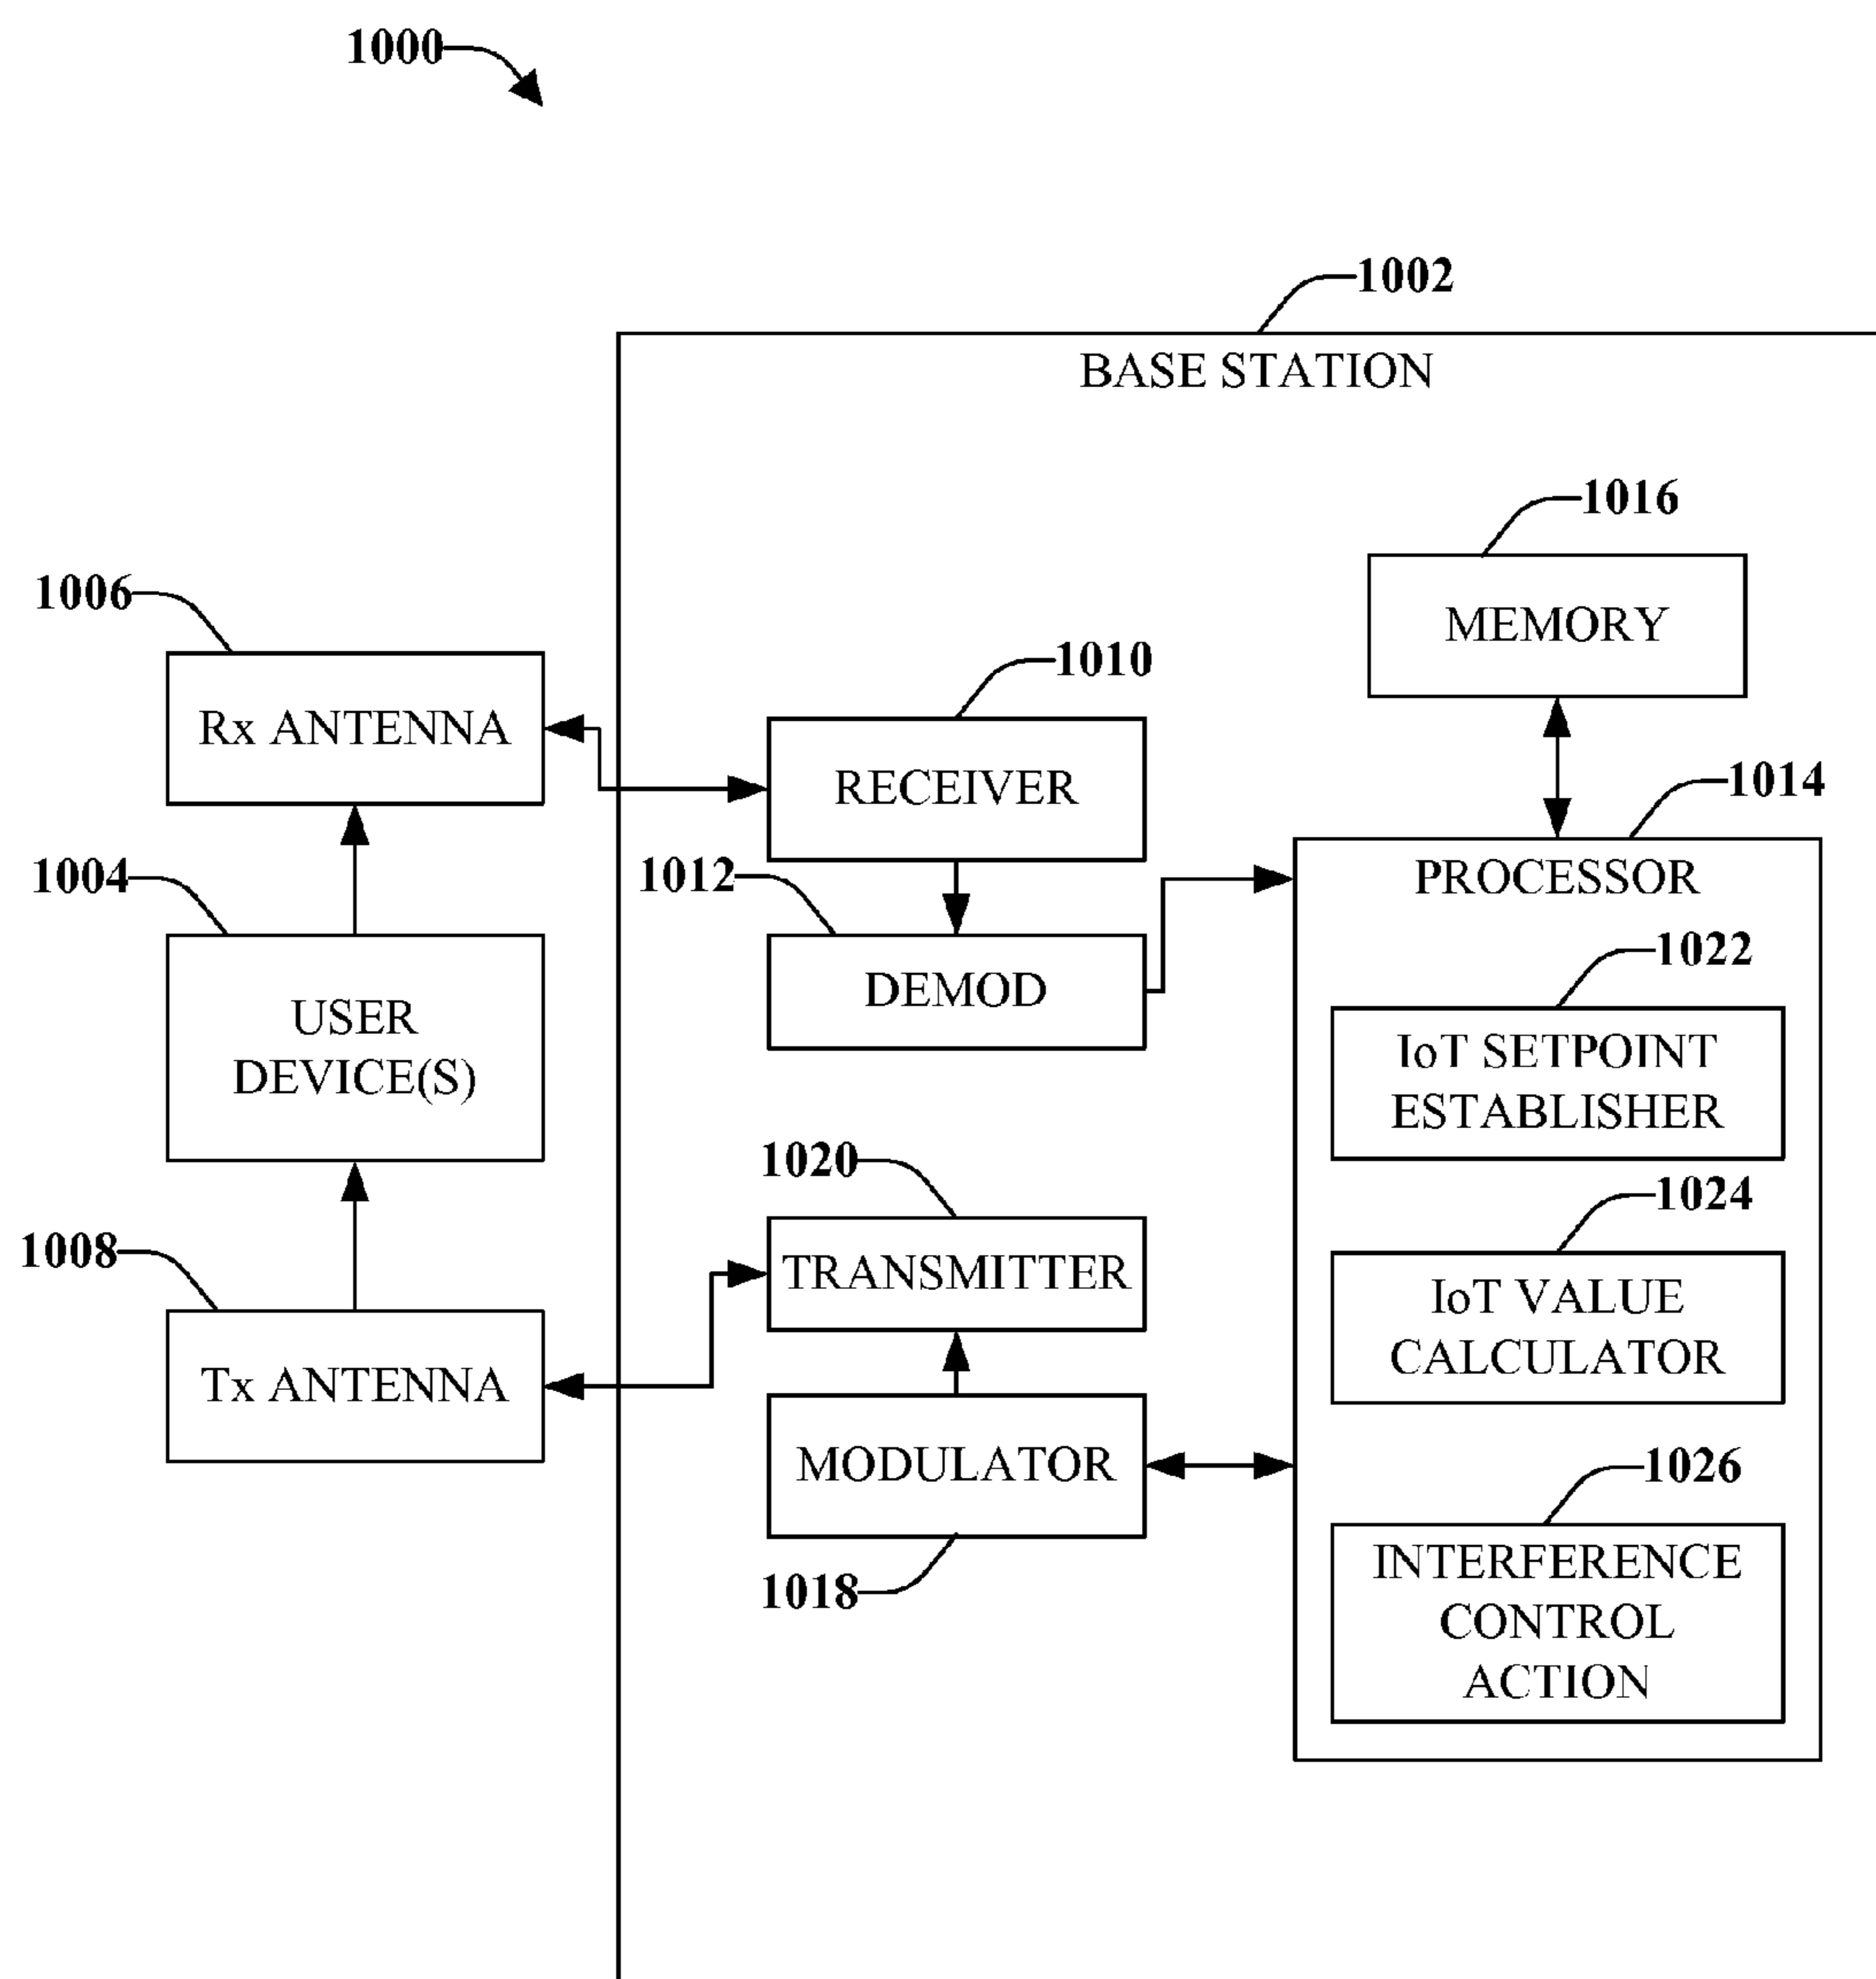 1000
1002
BASE STATION
1016
MEMORY
1006
Rx ANTENNA
1010
RECEIVER
1014
PROCESSOR
1004
USER
DEVICE(S)
1012
DEMOD
1022
IoT SETPOINT
ESTABLISHER
1020
TRANSMITTER
1024
IoT VALUE
CALCULATOR
1008
Tx ANTENNA
MODULATOR
1018
1026
INTERFERENCE
CONTROL
ACTION